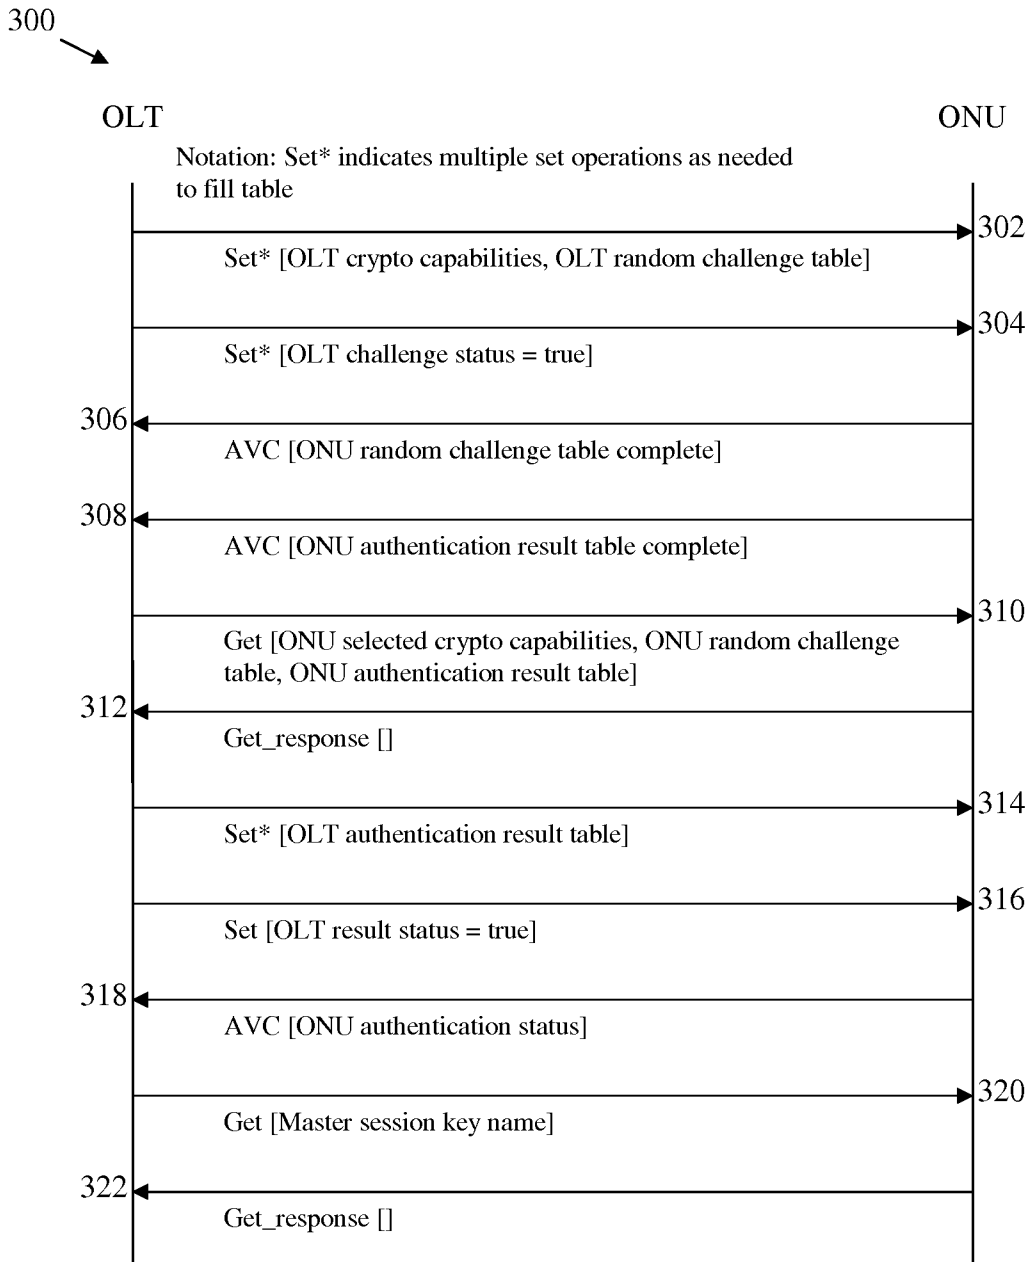 300
OLT
ONU
Notation: Set* indicates multiple set operations as needed
to fill table
302
Set* [OLT crypto capabilities, OLT random challenge table]
304
Set* [OLT challenge status = true]
306
AVC [ONU random challenge table complete]
308
AVC [ONU authentication result table complete]
310
Get [ONU selected crypto capabilities, ONU random challenge
table, ONU authentication result table]
312
Get_response []
314
Set* [OLT authentication result table]
316
Set [OLT result status = true]
318
AVC [ONU authentication status]
320
Get [Master session key name]
322
Get_response []